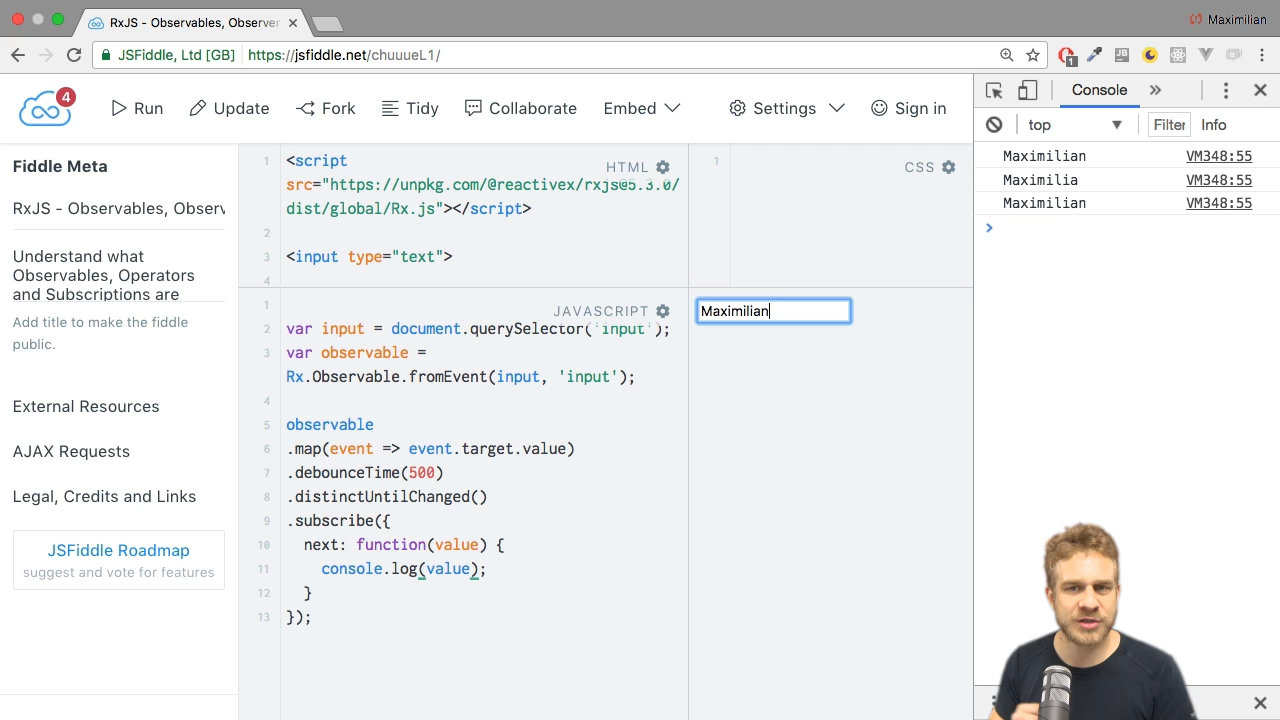 RxJS - Observables, Observer
Maximilian
JSFiddle, Ltd [GB]
https://jsfiddle.net/chuuueL1/
1
JB
4
Run
Update
Fork
Tidy
Collaborate
Embed
Settings
Sign in
Console
top
Filter
Info
Maximilian VM348:55
Maximilia VM348:55
Maximilian VM348:55
Fiddle Meta
RxJS - Observables, Observ
Understand what
Observables, Operators
and Subscriptions are
Add title to make the fiddle
public.
External Resources
AJAX Requests
Legal, Credits and Links
JSFiddle Roadmap
suggest and vote for features
HTML
1 <script
src="https://unpkg.com/@reactivex/rxjs@5.3.0/
dist/global/Rx.js"></script>
2
3 <input type="text">
4
CSS
1
JAVASCRIPT
1
2 var input = document.querySelector('input');
3 var observable =
Rx.Observable.fromEvent(input, 'input');
4
5 observable
6 .map(event => event.target.value)
7 .debounceTime(500)
8 .distinctUntilChanged()
9 .subscribe({
10 next: function(value) {
11 console.log(value);
12 }
13 });
Maximilian